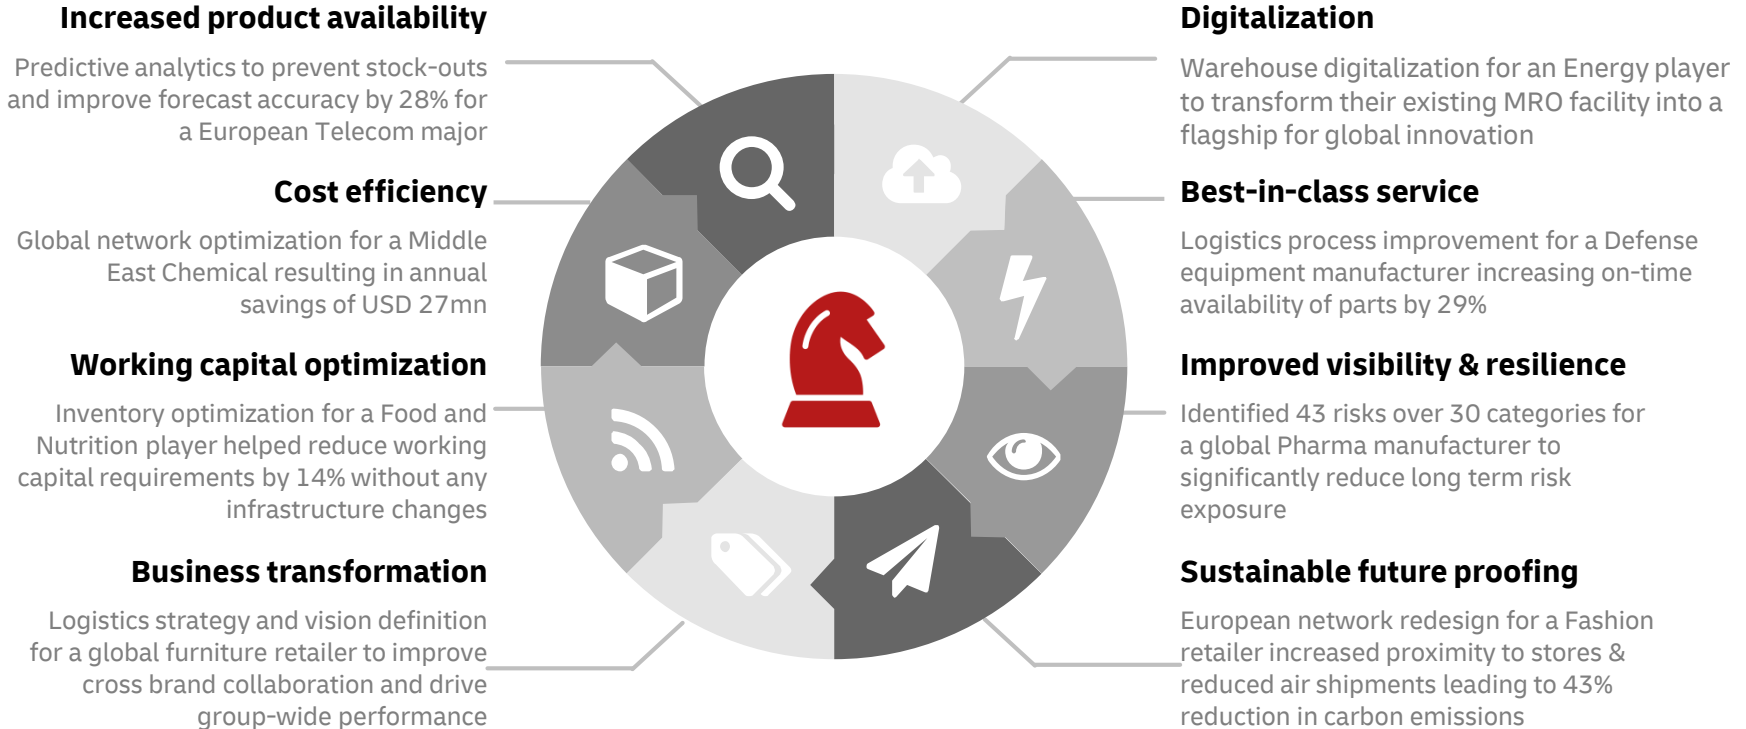 Increased product availability
Predictive analytics to prevent stock-outs
and improve forecast accuracy by 28% for
a European Telecom major
Cost efficiency
Global network optimization for a Middle
East Chemical resulting in annual
savings of USD 27mn
Working capital optimization
Inventory optimization for a Food and
Nutrition player helped reduce working
capital requirements by 14% without any
infrastructure changes
Business transformation
Logistics strategy and vision definition
for a global furniture retailer to improve
cross brand collaboration and drive
group-wide performance
Digitalization
Warehouse digitalization for an Energy player
to transform their existing MRO facility into a
flagship for global innovation
Best-in-class service
Logistics process improvement for a Defense
equipment manufacturer increasing on-time
availability of parts by 29%
Improved visibility & resilience
Identified 43 risks over 30 categories for
a global Pharma manufacturer to
significantly reduce long term risk
exposure
Sustainable future proofing
European network redesign for a Fashion
retailer increased proximity to stores &
reduced air shipments leading to 43%
reduction in carbon emissions